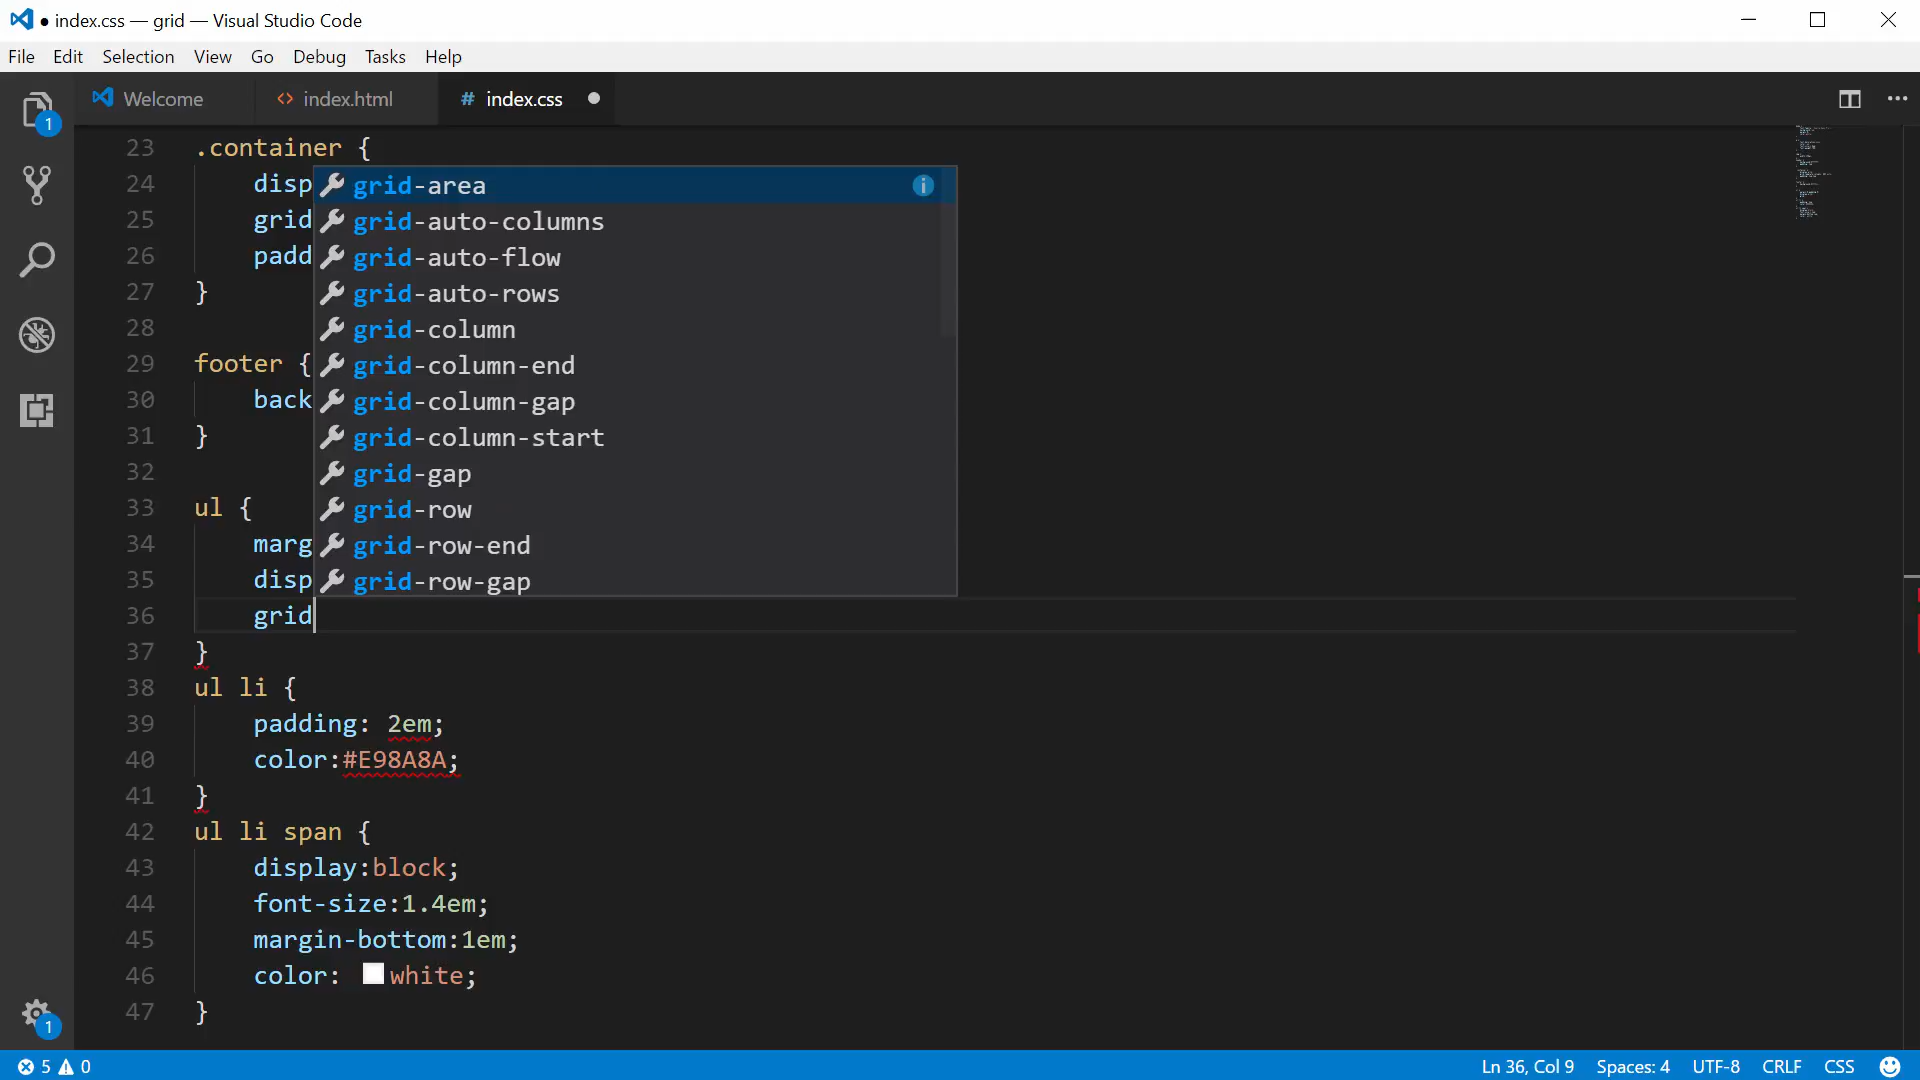 ● index.css — grid — Visual Studio Code
File Edit Selection View Go Debug Tasks Help
1
Welcome
<> index.html
# index.css ●
23 .container {
24 disp
25 grid
26 padd
27 }
28
29 footer {
30 back
31 }
32
33 ul {
34 marg
35 disp
36 grid
37 }
38 ul li {
39 padding: 2em;
40 color:#E98A8A;
41 }
42 ul li span {
43 display:block;
44 font-size:1.4em;
45 margin-bottom:1em;
46 color: white;
47 }
grid-area
grid-auto-columns
grid-auto-flow
grid-auto-rows
grid-column
grid-column-end
grid-column-gap
grid-column-start
grid-gap
grid-row
grid-row-end
grid-row-gap
1
5 0
Ln 36, Col 9 Spaces: 4 UTF-8 CRLF CSS